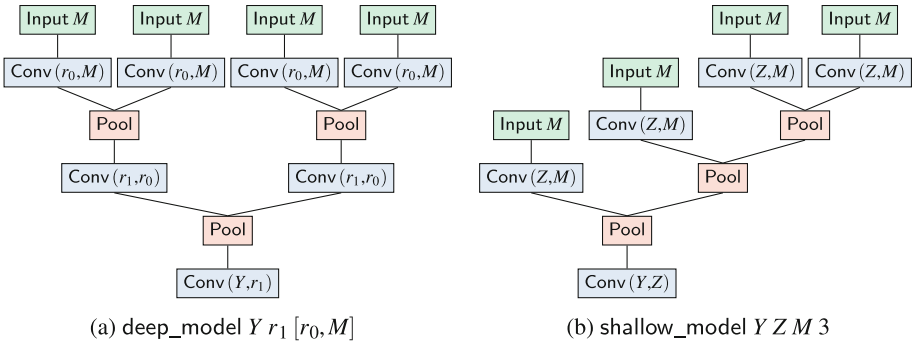 Input M Input M Input M Input M
Conv (r₀,M) Conv (r₀,M) Conv (r₀,M) Conv (r₀,M)
Pool Pool
Conv (r₁,r₀) Conv (r₁,r₀)
Pool
Conv (Y,r₁)
(a) deep_model Y r₁ [r₀,M]
Input M Input M
Conv (Z,M) Conv (Z,M)
Input M
Conv (Z,M) Pool
Input M
Conv (Z,M) Pool
Pool
Conv (Y,Z)
(b) shallow_model Y Z M 3